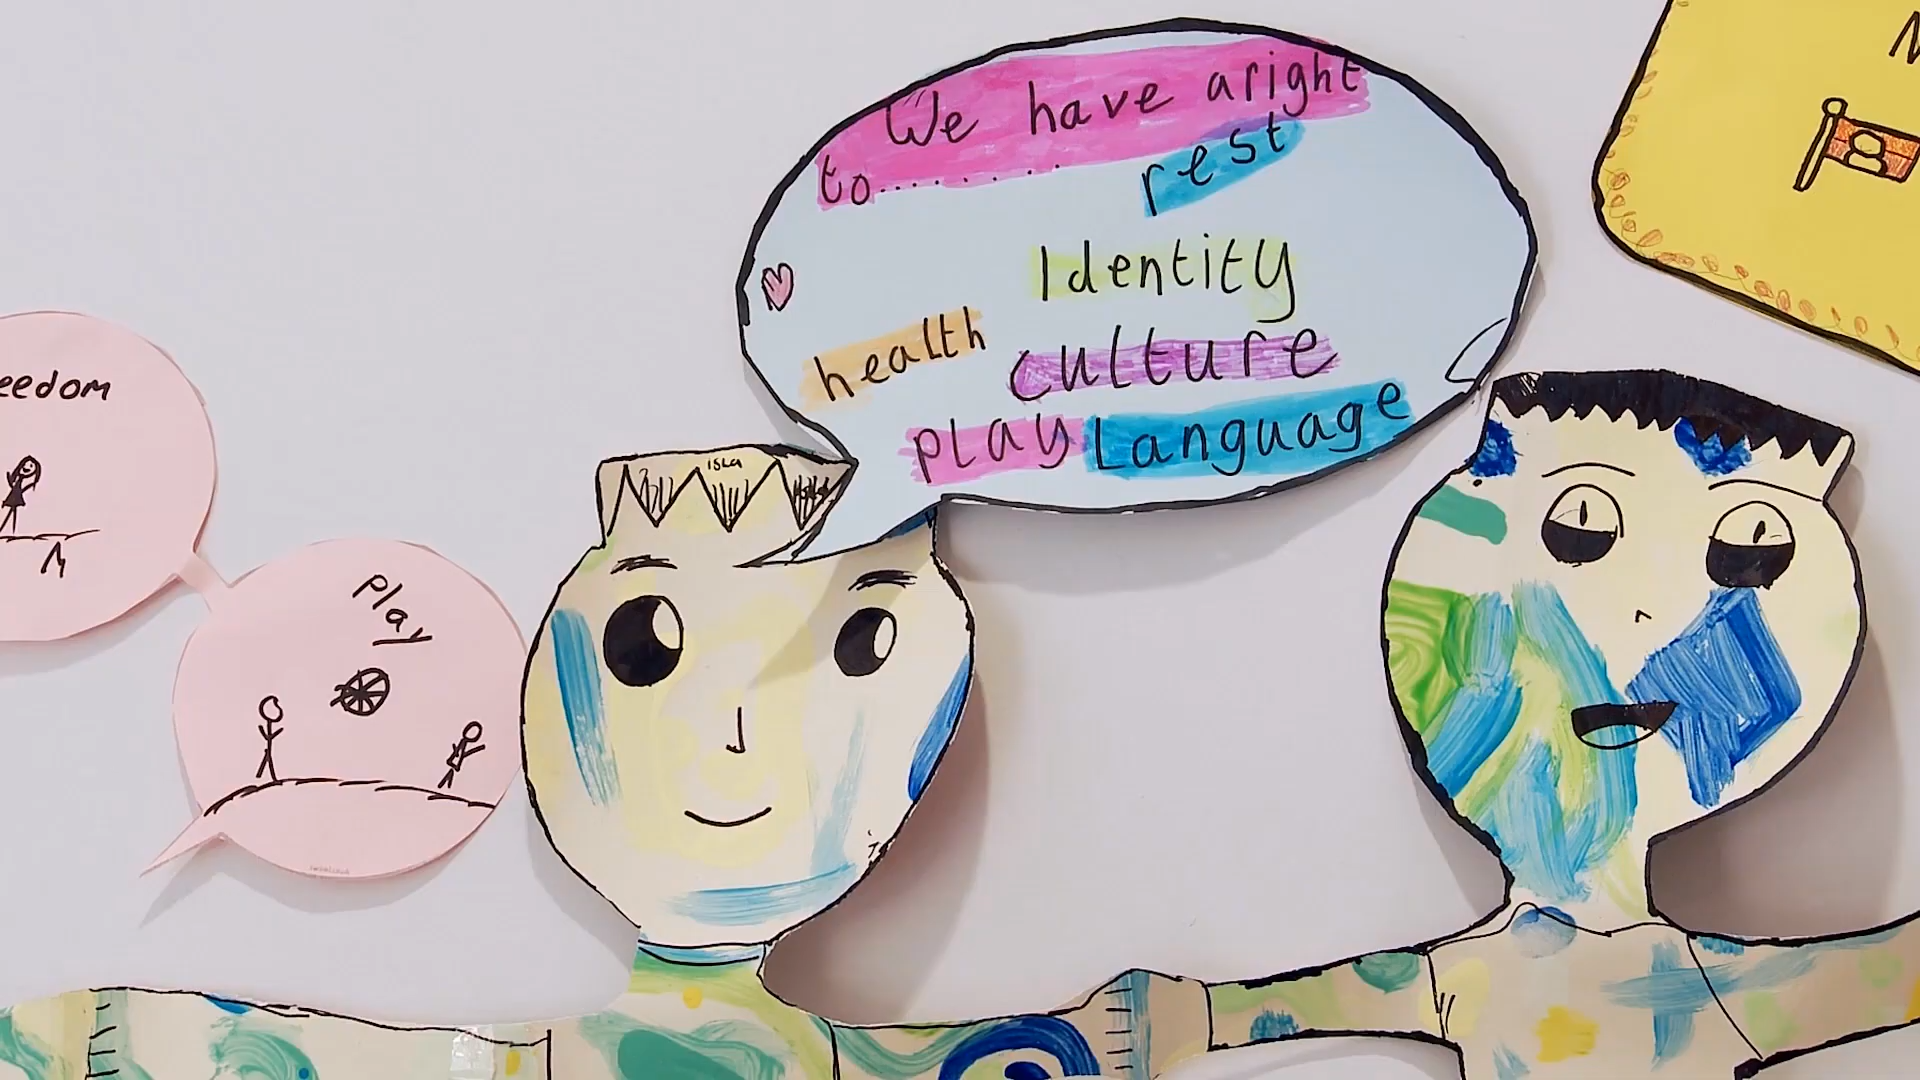 We have aright
to........
rest
Identity
health
culture
play
Language
eedom
play
ISLA